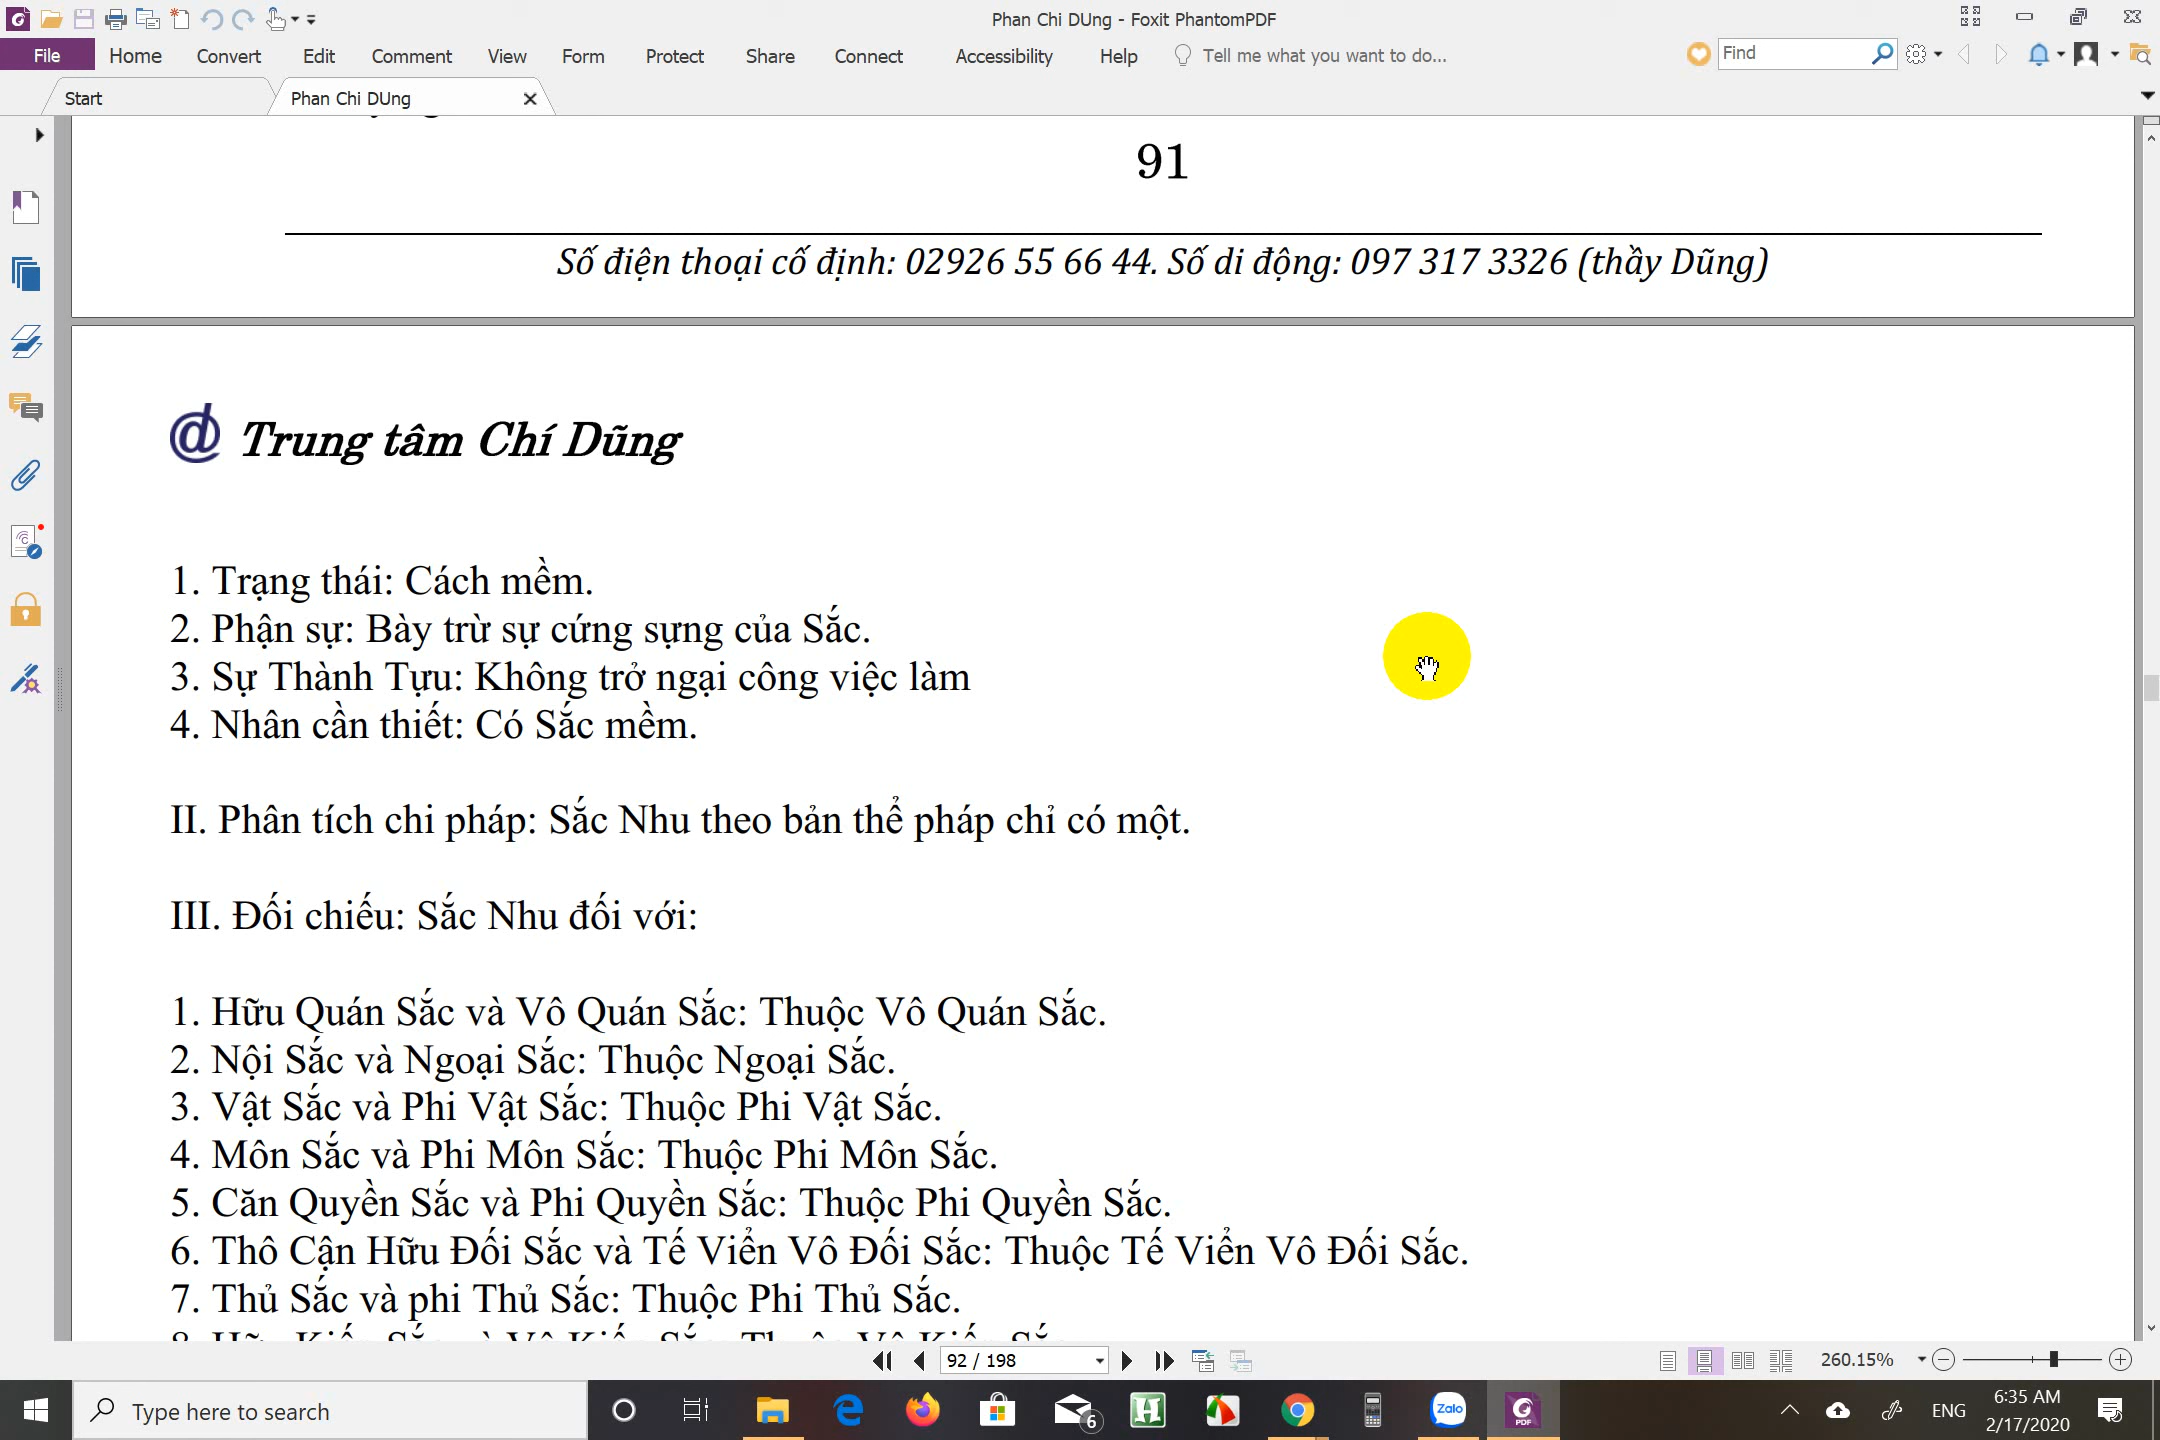 Phan Chi DUng - Foxit PhantomPDF
File Home Convert Edit Comment View Form Protect Share Connect Accessibility Help Tell me what you want to do... Find
Start Phan Chi DUng
91
Số điện thoại cố định: 02926 55 66 44. Số di động: 097 317 3326 (thầy Dũng)
@ Trung tâm Chí Dũng
1. Trạng thái: Cách mềm.
2. Phận sự: Bày trừ sự cứng sựng của Sắc.
3. Sự Thành Tựu: Không trở ngại công việc làm
4. Nhân cần thiết: Có Sắc mềm.
II. Phân tích chi pháp: Sắc Nhu theo bản thể pháp chỉ có một.
III. Đối chiếu: Sắc Nhu đối với:
1. Hữu Quán Sắc và Vô Quán Sắc: Thuộc Vô Quán Sắc.
2. Nội Sắc và Ngoại Sắc: Thuộc Ngoại Sắc.
3. Vật Sắc và Phi Vật Sắc: Thuộc Phi Vật Sắc.
4. Môn Sắc và Phi Môn Sắc: Thuộc Phi Môn Sắc.
5. Căn Quyền Sắc và Phi Quyền Sắc: Thuộc Phi Quyền Sắc.
6. Thô Cận Hữu Đối Sắc và Tế Viển Vô Đối Sắc: Thuộc Tế Viển Vô Đối Sắc.
7. Thủ Sắc và phi Thủ Sắc: Thuộc Phi Thủ Sắc.
92 / 198 260.15%
Type here to search 6 Zalo PDF ENG 6:35 AM
2/17/2020